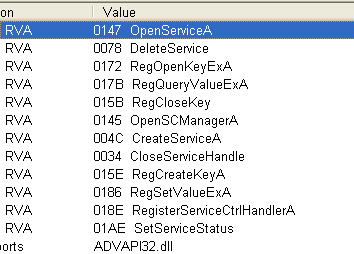 on Value
RVA 0147 OpenServiceA
RVA 0078 DeleteService
RVA 0172 RegOpenKeyExA
RVA 017B RegQueryValueExA
RVA 015B RegCloseKey
RVA 0145 OpenSCManagerA
RVA 004C CreateServiceA
RVA 0034 CloseServiceHandle
RVA 015E RegCreateKeyA
RVA 0186 RegSetValueExA
RVA 018E RegisterServiceCtrlHandlerA
RVA 01AE SetServiceStatus
ports ADVAPI32.dll